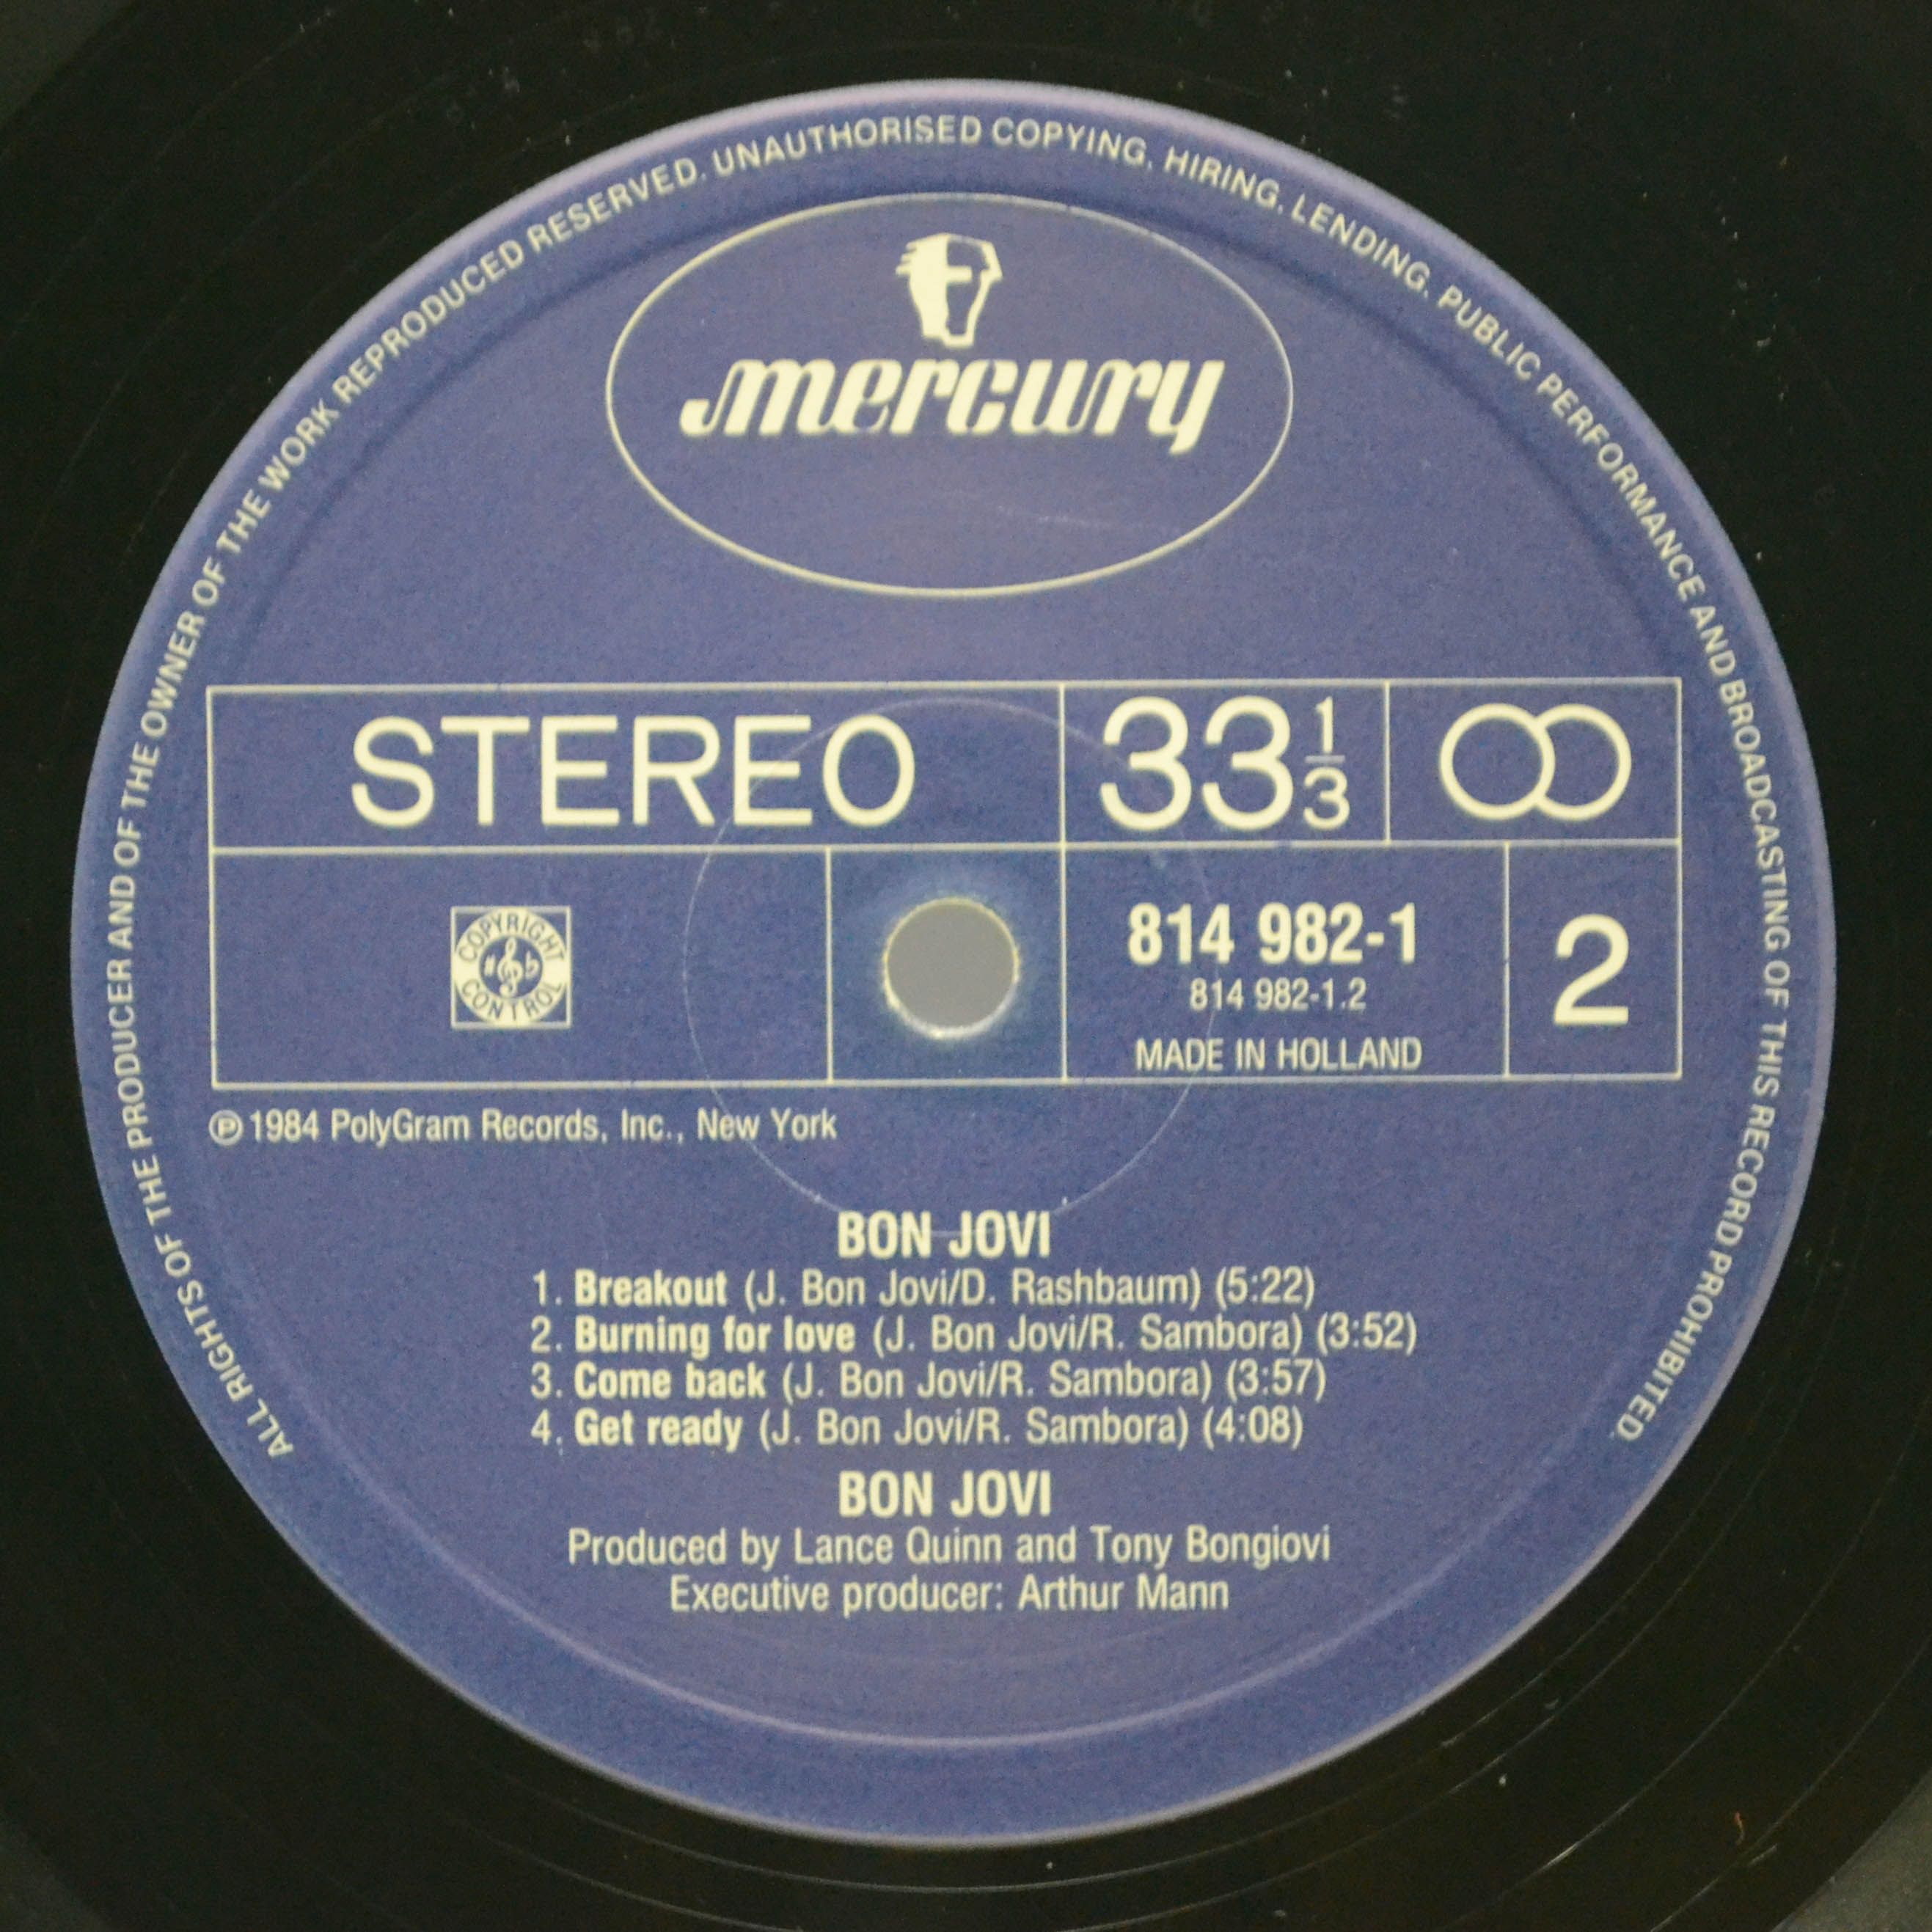 ALL RIGHTS OF THE PRODUCER AND OF THE OWNER OF THE WORK REPRODUCED RESERVED. UNAUTHORISED COPYING, HIRING, LENDING, PUBLIC PERFORMANCE AND BROADCASTING OF THIS RECORD PROHIBITED.
mercury
STEREO
33 1/3
COPYRIGHT
CONTROL
814 982-1
814 982-1.2
MADE IN HOLLAND
2
℗ 1984 PolyGram Records, Inc., New York
BON JOVI
1. Breakout (J. Bon Jovi/D. Rashbaum) (5:22)
2. Burning for love (J. Bon Jovi/R. Sambora) (3:52)
3. Come back (J. Bon Jovi/R. Sambora) (3:57)
4. Get ready (J. Bon Jovi/R. Sambora) (4:08)
BON JOVI
Produced by Lance Quinn and Tony Bongiovi
Executive producer: Arthur Mann